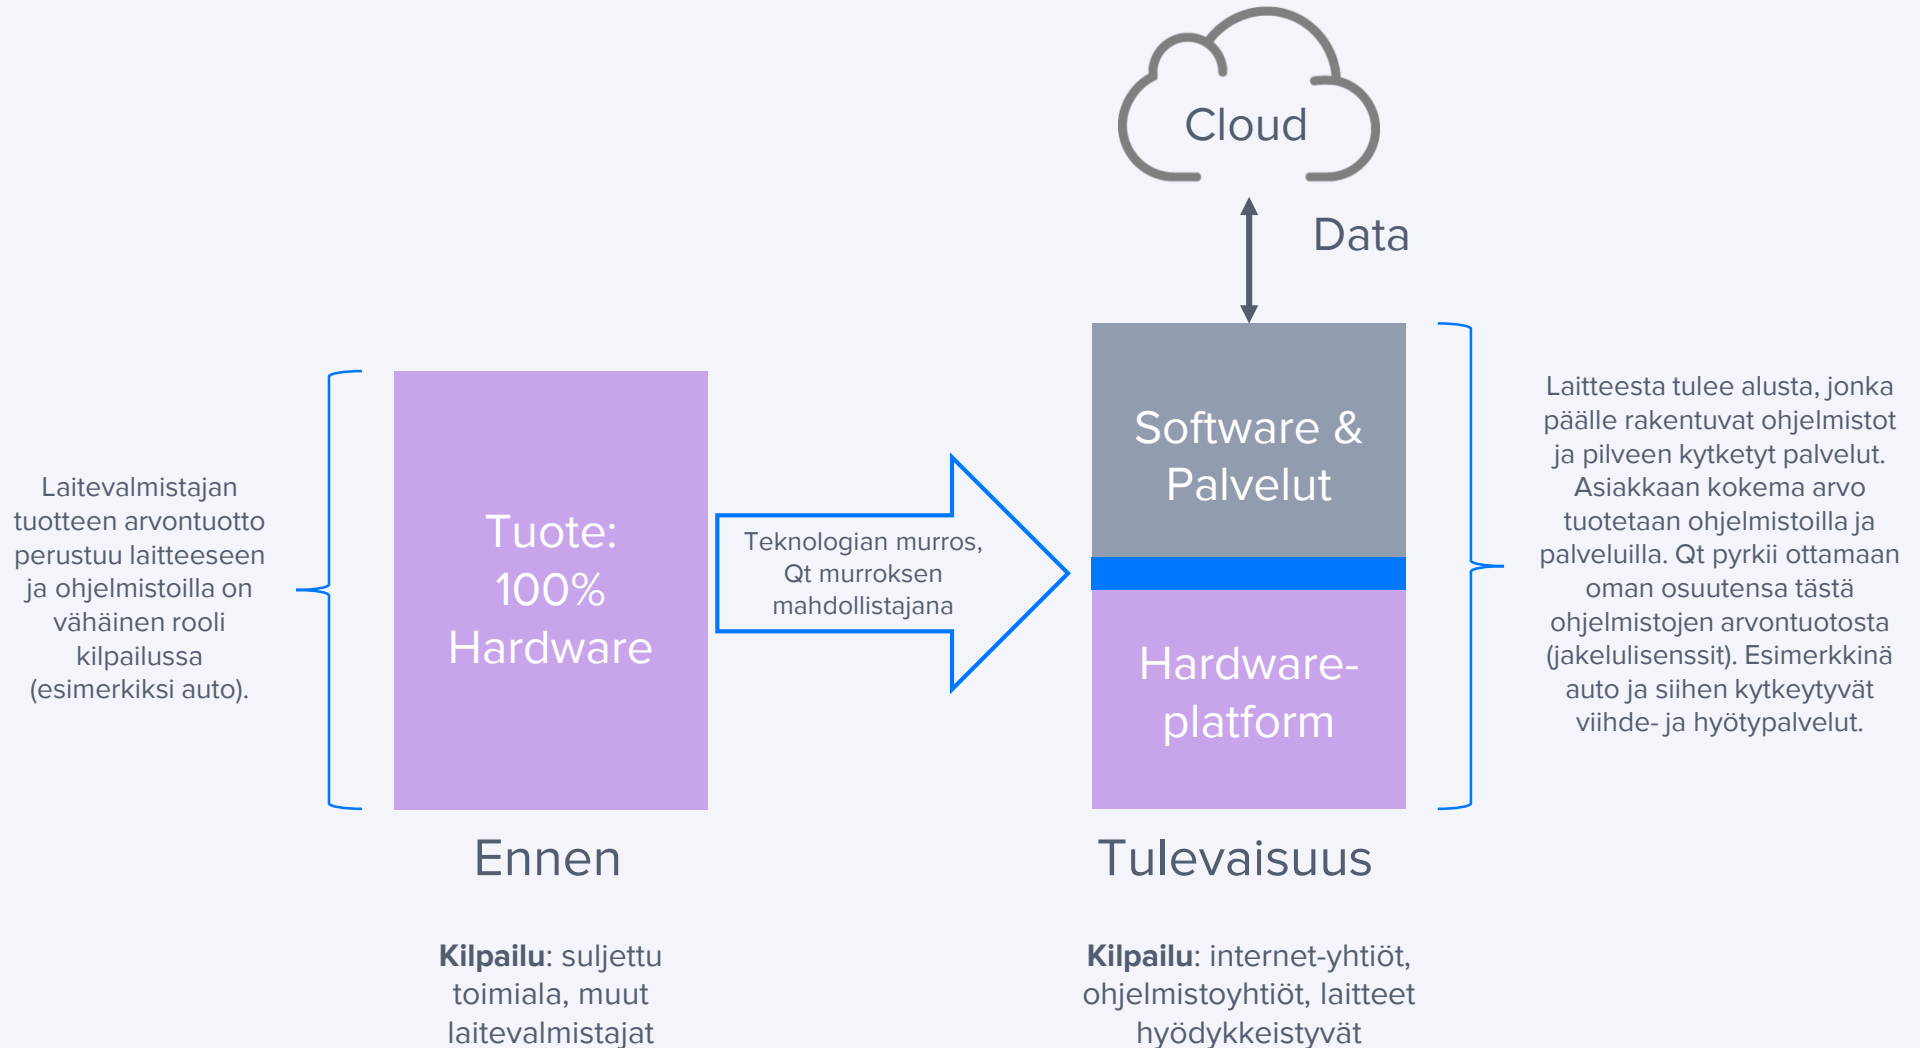 Cloud
Data
Laitevalmistajan
tuotteen arvontuotto
perustuu laitteeseen
ja ohjelmistoilla on
vähäinen rooli
kilpailussa
(esimerkiksi auto).
Tuote:
100%
Hardware
Teknologian murros,
Qt murroksen
mahdollistajana
Software &
Palvelut
Hardware-
platform
Laitteesta tulee alusta, jonka
päälle rakentuvat ohjelmistot
ja pilveen kytketyt palvelut.
Asiakkaan kokema arvo
tuotetaan ohjelmistoilla ja
palveluilla. Qt pyrkii ottamaan
oman osuutensa tästä
ohjelmistojen arvontuotosta
(jakelulisenssit). Esimerkkinä
auto ja siihen kytkeytyvät
viihde- ja hyötypalvelut.
Ennen
Kilpailu: suljettu
toimiala, muut
laitevalmistajat
Tulevaisuus
Kilpailu: internet-yhtiöt,
ohjelmistoyhtiöt, laitteet
hyödykkeistyvät